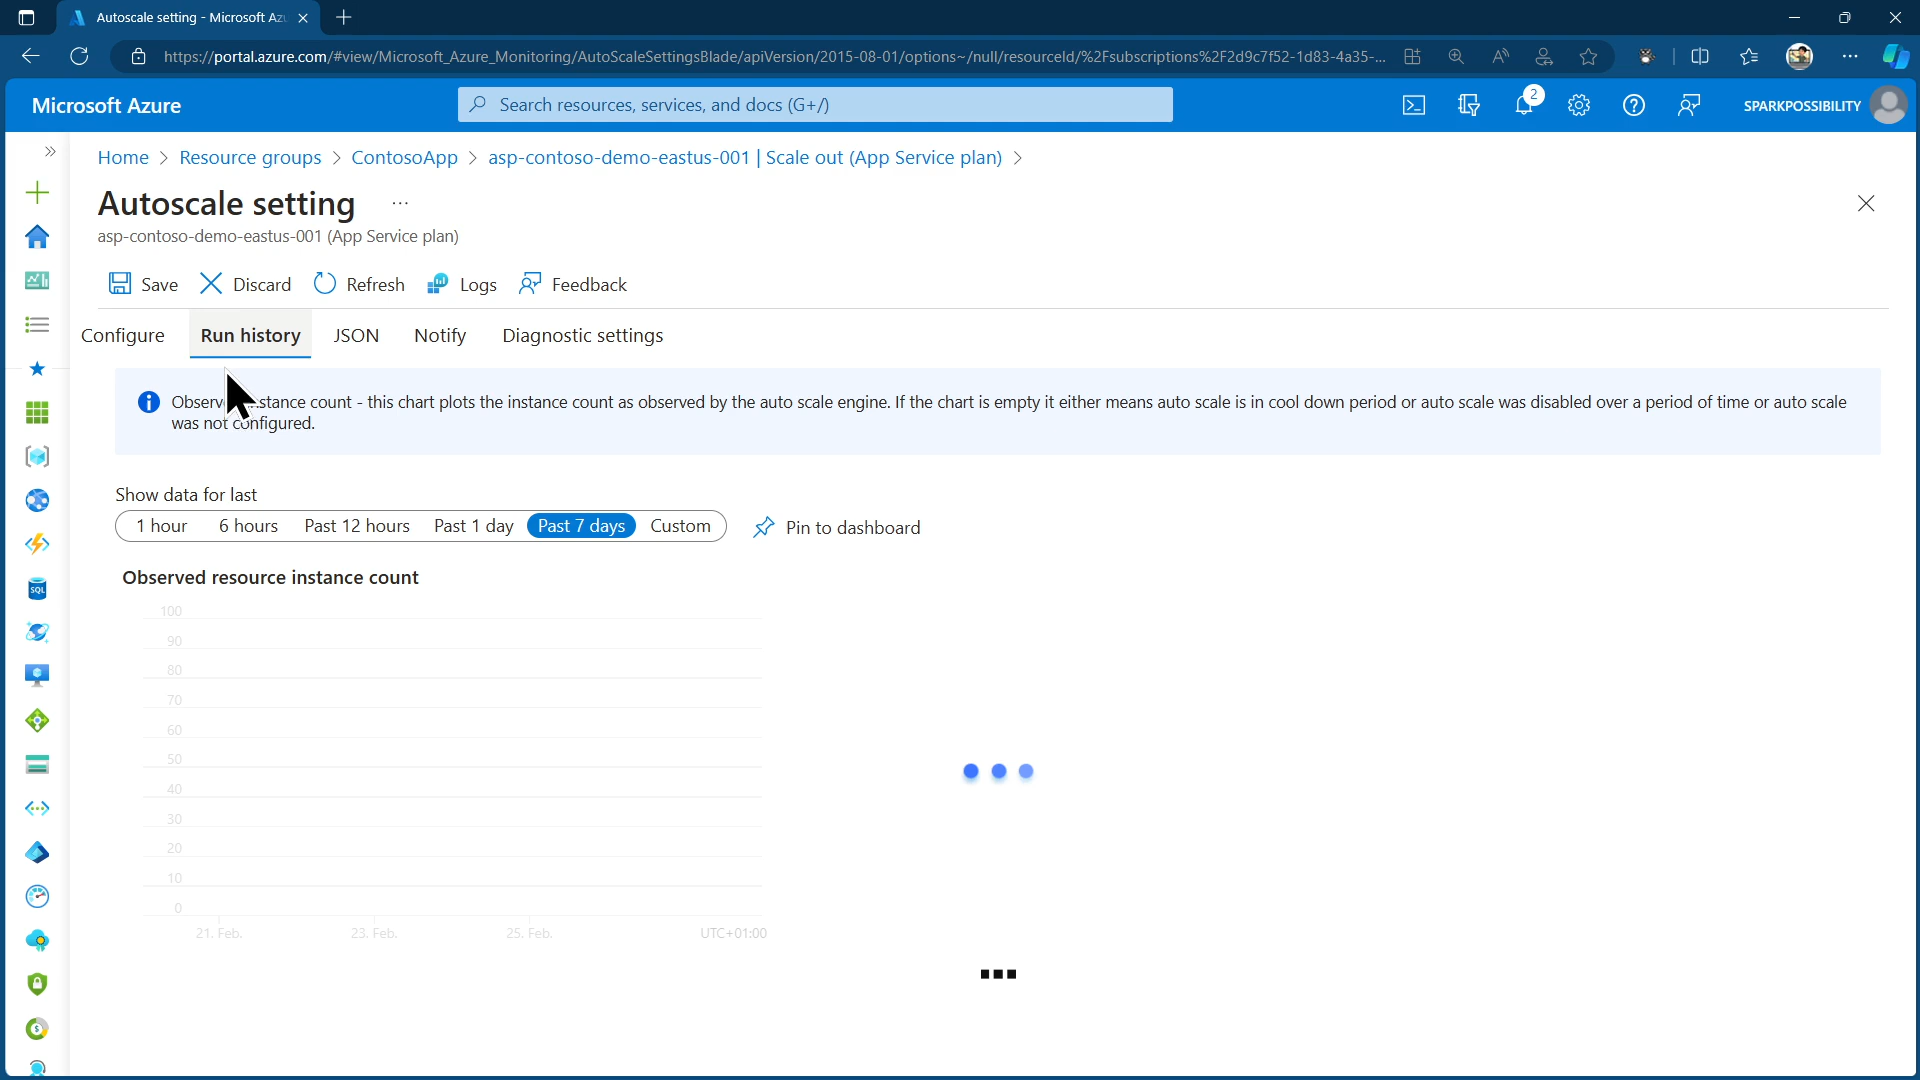 Autoscale setting - Microsoft Az
https://portal.azure.com/#view/Microsoft_Azure_Monitoring/AutoScaleSettingsBlade/apiVersion/2015-08-01/options~/null/resourceId/%2Fsubscriptions%2F2d9c7f52-1d83-4a35-...
Microsoft Azure
Search resources, services, and docs (G+/)
2
SPARKPOSSIBILITY
Home > Resource groups > ContosoApp > asp-contoso-demo-eastus-001 | Scale out (App Service plan) >
Autoscale setting ...
asp-contoso-demo-eastus-001 (App Service plan)
Save Discard Refresh Logs Feedback
Configure Run history JSON Notify Diagnostic settings
Observ stance count - this chart plots the instance count as observed by the auto scale engine. If the chart is empty it either means auto scale is in cool down period or auto scale was disabled over a period of time or auto scale
was not configured.
Show data for last
1 hour 6 hours Past 12 hours Past 1 day Past 7 days Custom
Pin to dashboard
Observed resource instance count
100
90
80
70
60
50
40
30
20
10
0
21. Feb. 23. Feb. 25. Feb. UTC+01:00
SQL
$